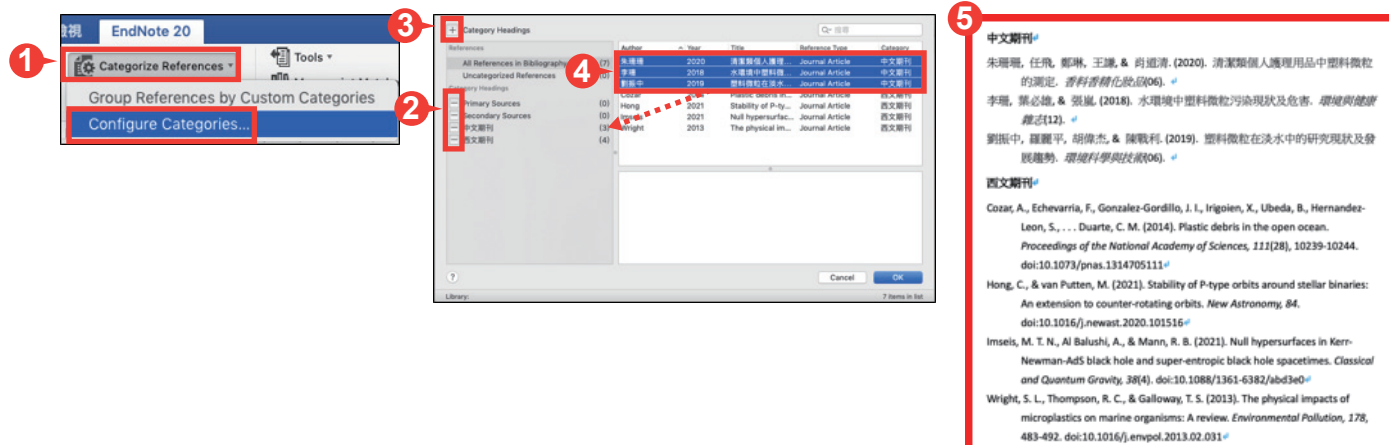 1
檢視 EndNote 20
Categorize References
Tools
Group References by Custom Categories
Configure Categories...
2
3
4
Category Headings
搜尋
References
All References in Bibliography (7)
Uncategorized References (0)
Category Headings
Primary Sources (0)
Secondary Sources (0)
中文期刊 (3)
西文期刊 (4)
Author Year Title Reference Type Category
朱珊珊 2020 清潔類個人護理... Journal Article 中文期刊
李珊 2018 水環境中塑料微... Journal Article 中文期刊
劉振中 2019 塑料微粒在淡水... Journal Article 中文期刊
Cozar Plastic debris in... Journal Article 西文期刊
Hong 2021 Stability of P-ty... Journal Article 西文期刊
Imseis 2021 Null hypersurfac... Journal Article 西文期刊
Wright 2013 The physical im... Journal Article 西文期刊
?
Cancel OK
Library: 7 items in list
5
中文期刊
朱珊珊, 任飛, 鄭琳, 王謙, & 肖道清. (2020). 清潔類個人護理用品中塑料微粒
的測定. 香料香精化妝品(06).
李珊, 葉必雄, & 張嵐. (2018). 水環境中塑料微粒污染現狀及危害. 環境與健康
雜志(12).
劉振中, 羅麗平, 胡偉杰, & 陳戰利. (2019). 塑料微粒在淡水中的研究現狀及發
展趨勢. 環境科學與技術(06).
西文期刊
Cozar, A., Echevarria, F., Gonzalez-Gordillo, J. I., Irigoien, X., Ubeda, B., Hernandez-
Leon, S., . . . Duarte, C. M. (2014). Plastic debris in the open ocean.
Proceedings of the National Academy of Sciences, 111(28), 10239-10244.
doi:10.1073/pnas.1314705111
Hong, C., & van Putten, M. (2021). Stability of P-type orbits around stellar binaries:
An extension to counter-rotating orbits. New Astronomy, 84.
doi:10.1016/j.newast.2020.101516
Imseis, M. T. N., Al Balushi, A., & Mann, R. B. (2021). Null hypersurfaces in Kerr-
Newman-AdS black hole and super-entropic black hole spacetimes. Classical
and Quantum Gravity, 38(4). doi:10.1088/1361-6382/abd3e0
Wright, S. L., Thompson, R. C., & Galloway, T. S. (2013). The physical impacts of
microplastics on marine organisms: A review. Environmental Pollution, 178,
483-492. doi:10.1016/j.envpol.2013.02.031